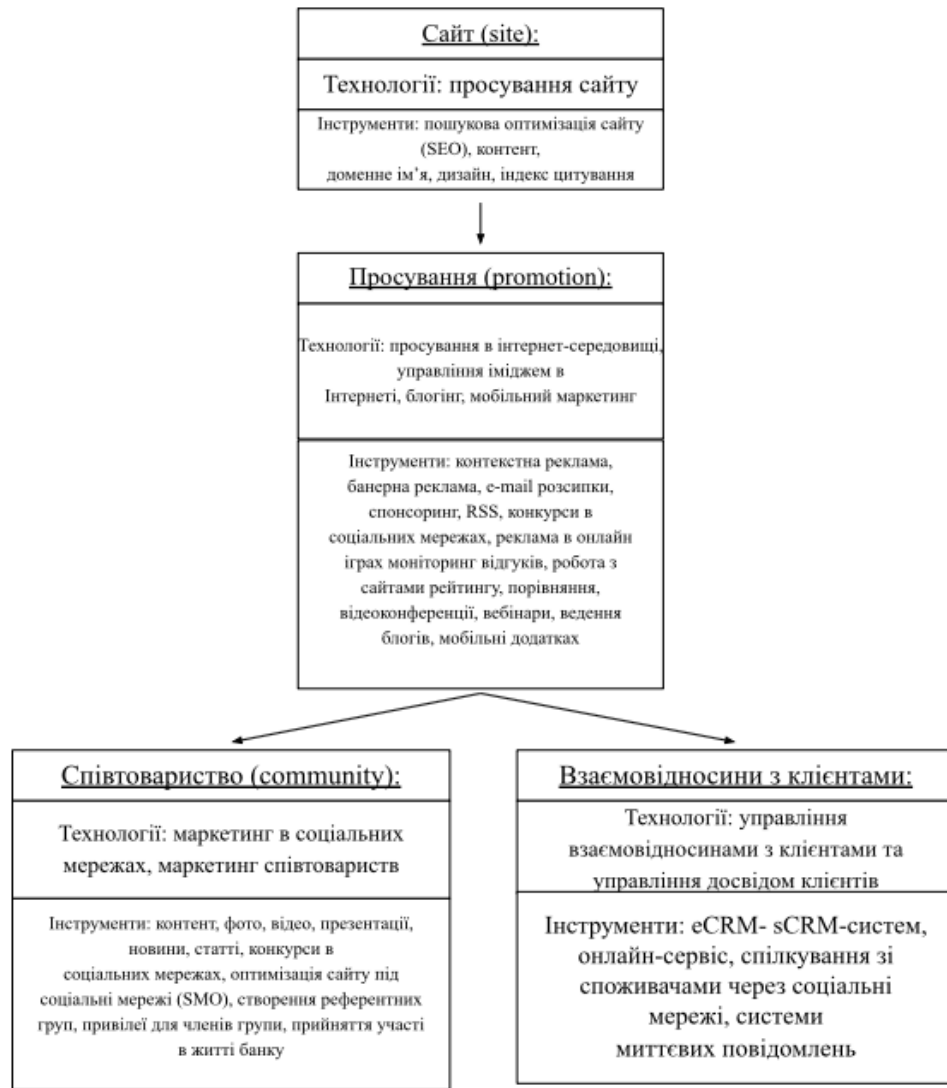 Сайт (site):
Технології: просування сайту
Інструменти: пошукова оптимізація сайту
(SEO), контент,
доменне ім’я, дизайн, індекс цитування
Просування (promotion):
Технології: просування в інтернет-середовищі,
управління іміджем в
Інтернеті, блогінг, мобільний маркетинг
Інструменти: контекстна реклама,
банерна реклама, e-mail розсипки,
спонсоринг, RSS, конкурси в
соціальних мережах, реклама в онлайн
іграх моніторинг відгуків, робота з
сайтами рейтингу, порівняння,
відеоконференції, вебінари, ведення
блогів, мобільні додатках
Співтовариство (community):
Технології: маркетинг в соціальних
мережах, маркетинг співтовариств
Інструменти: контент, фото, відео, презентації,
новини, статті, конкурси в
соціальних мережах, оптимізація сайту під
соціальні мережі (SMO), створення референтних
груп, привілеї для членів групи, прийняття участі
в житті банку
Взаємовідносини з клієнтами:
Технології: управління
взаємовідносинами з клієнтами та
управління досвідом клієнтів
Інструменти: eCRM- sCRM-систем,
онлайн-сервіс, спілкування зі
споживачами через соціальні
мережі, системи
миттєвих повідомлень